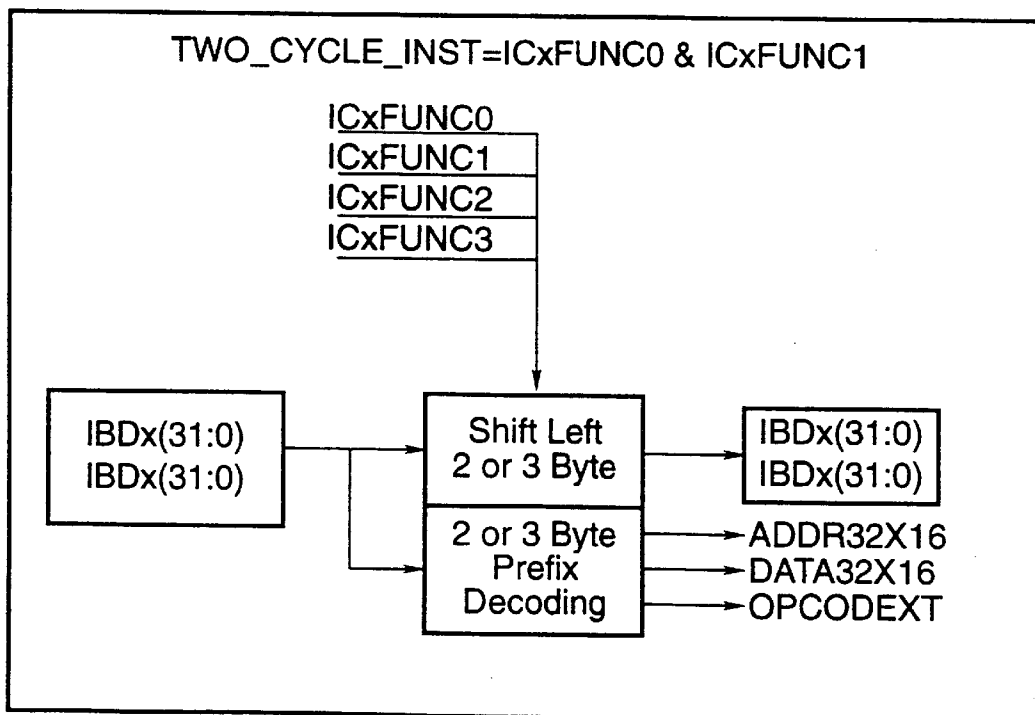 TWO_CYCLE_INST=ICxFUNC0 & ICxFUNC1
ICxFUNC0
ICxFUNC1
ICxFUNC2
ICxFUNC3
IBDx(31:0)
IBDx(31:0)
Shift Left
2 or 3 Byte
IBDx(31:0)
IBDx(31:0)
2 or 3 Byte
Prefix
Decoding
ADDR32X16
DATA32X16
OPCODEXT